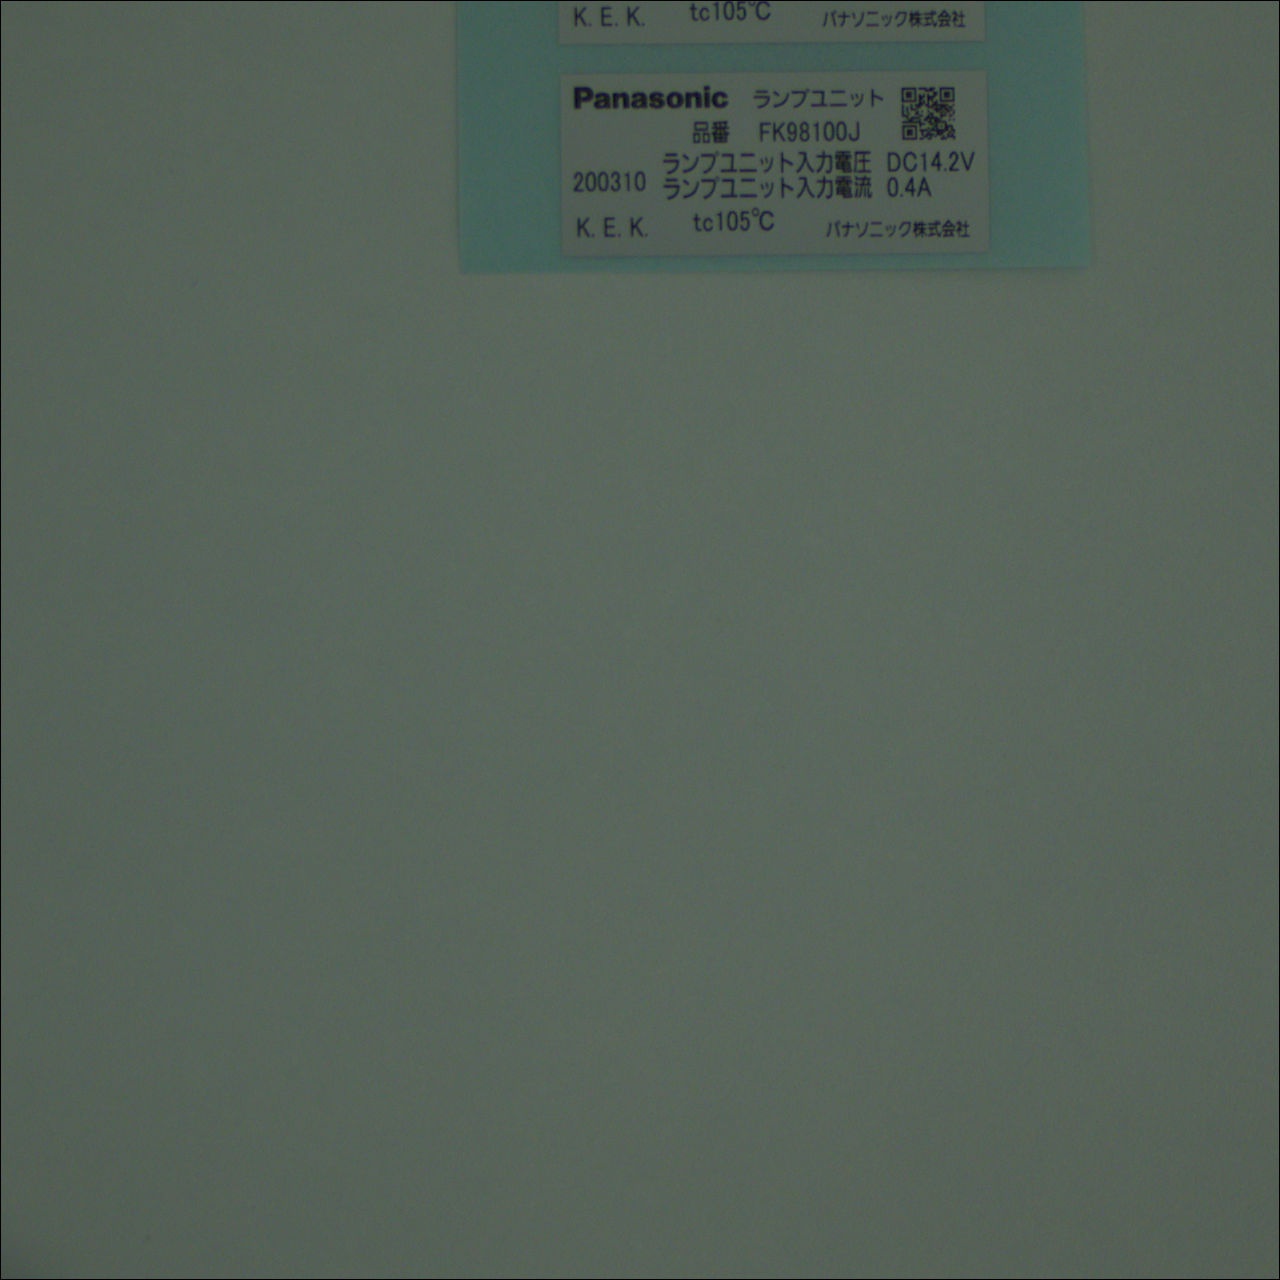 K. E. K. tc105℃ パナソニック株式会社
Panasonic ランプユニット
品番 FK98100J
ランプユニット入力電圧 DC14.2V
200310 ランプユニット入力電流 0.4A
K. E. K. tc105℃ パナソニック株式会社